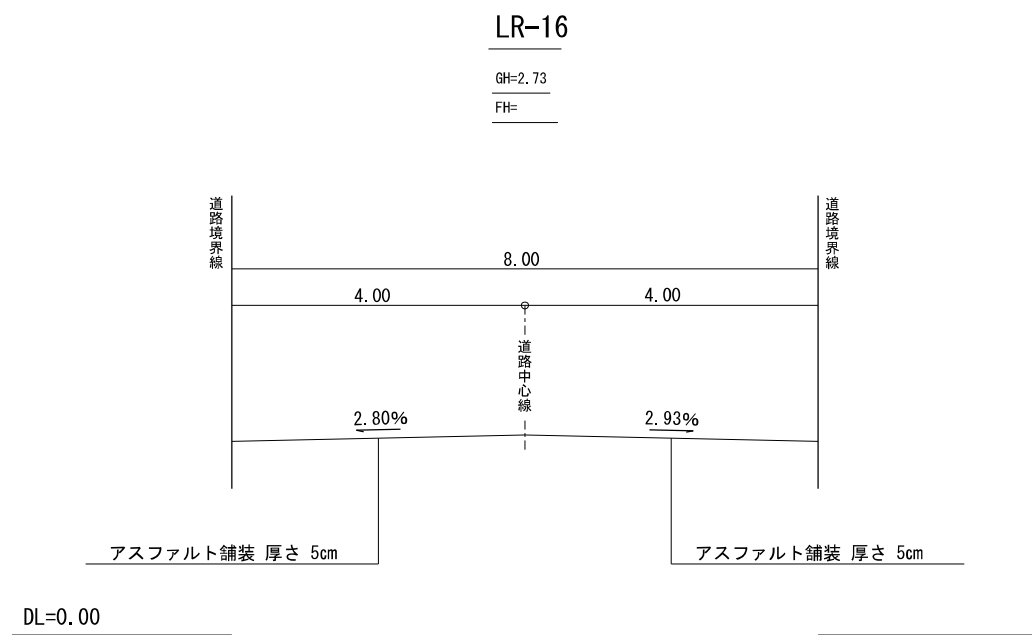 LR-16
GH=2.73
FH=
道路境界線
道路境界線
8.00
4.00
4.00
道路中心線
2.80%
2.93%
アスファルト舗装 厚さ 5cm
アスファルト舗装 厚さ 5cm
DL=0.00